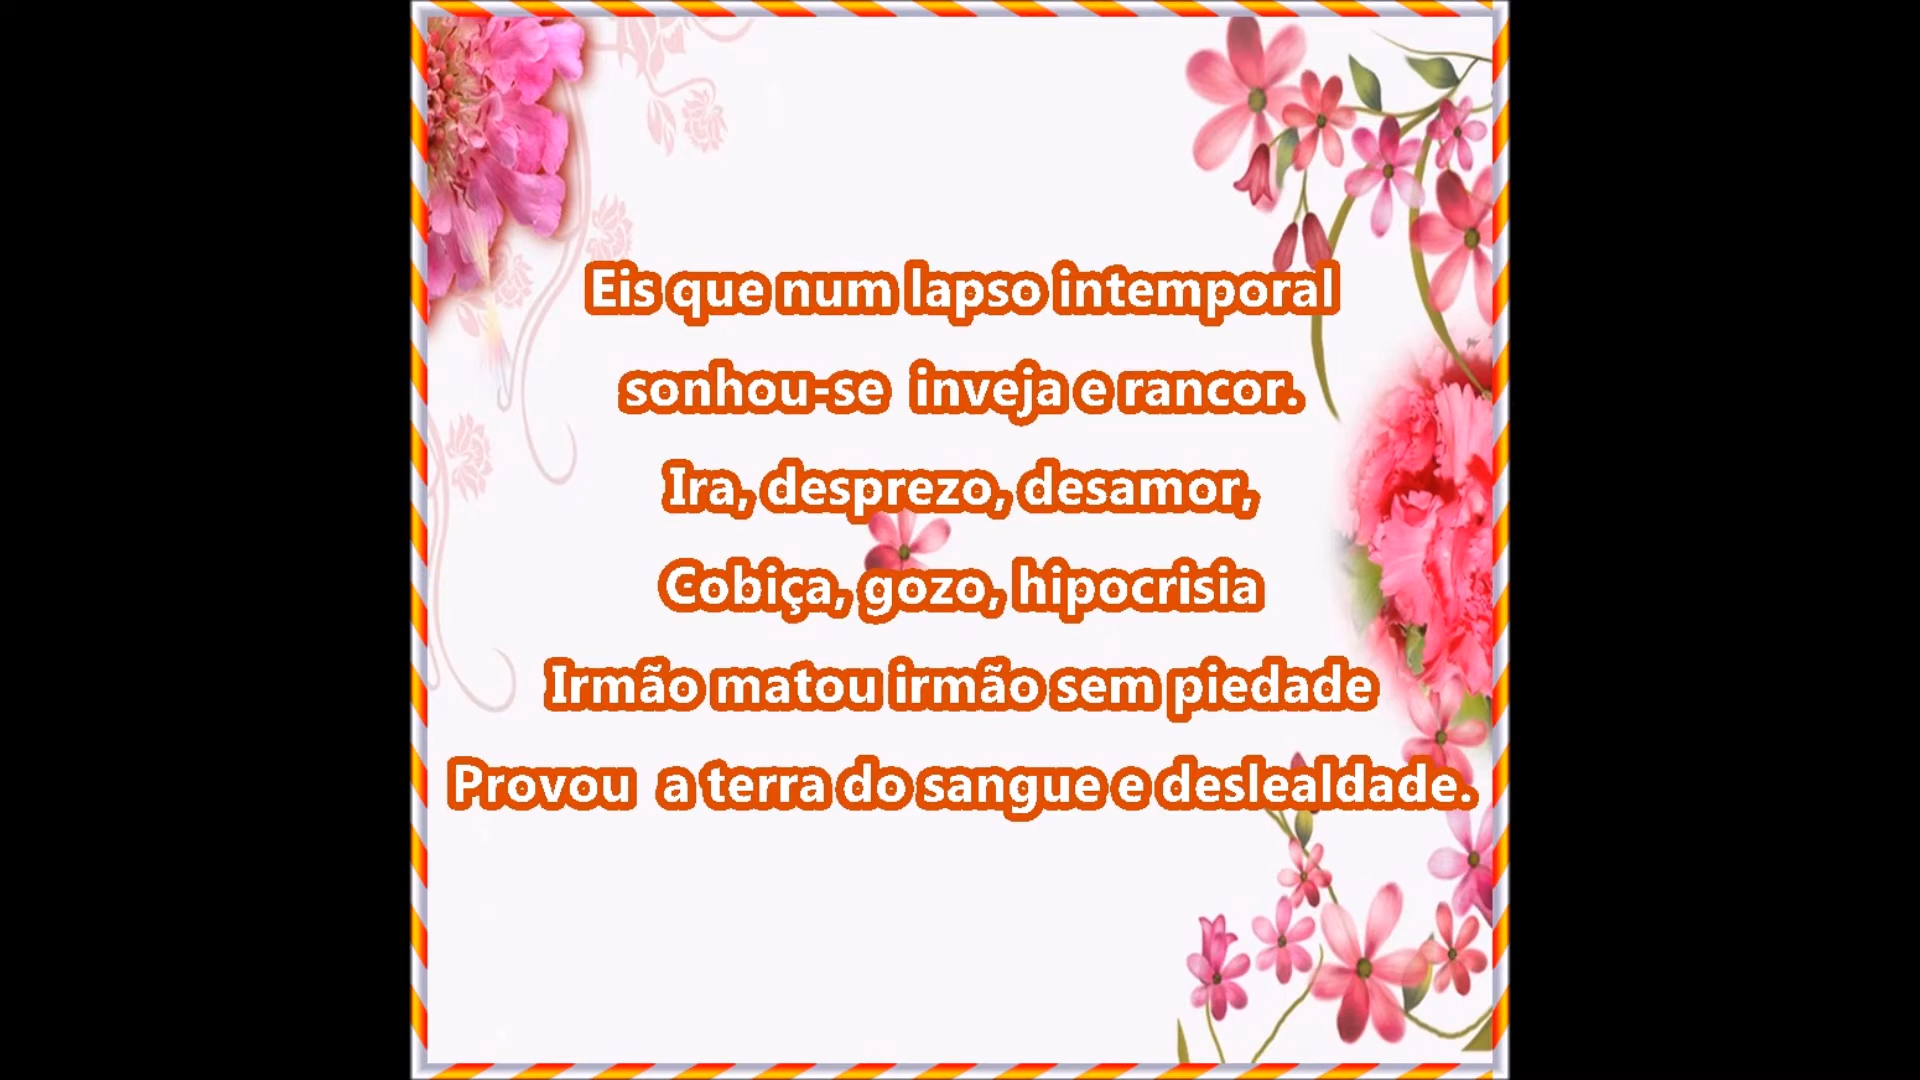 Eis que num lapso intemporal
sonhou-se inveja e rancor.
Ira, desprezo, desamor,
Cobiça, gozo, hipocrisia
Irmão matou irmão sem piedade
Provou a terra do sangue e deslealdade.